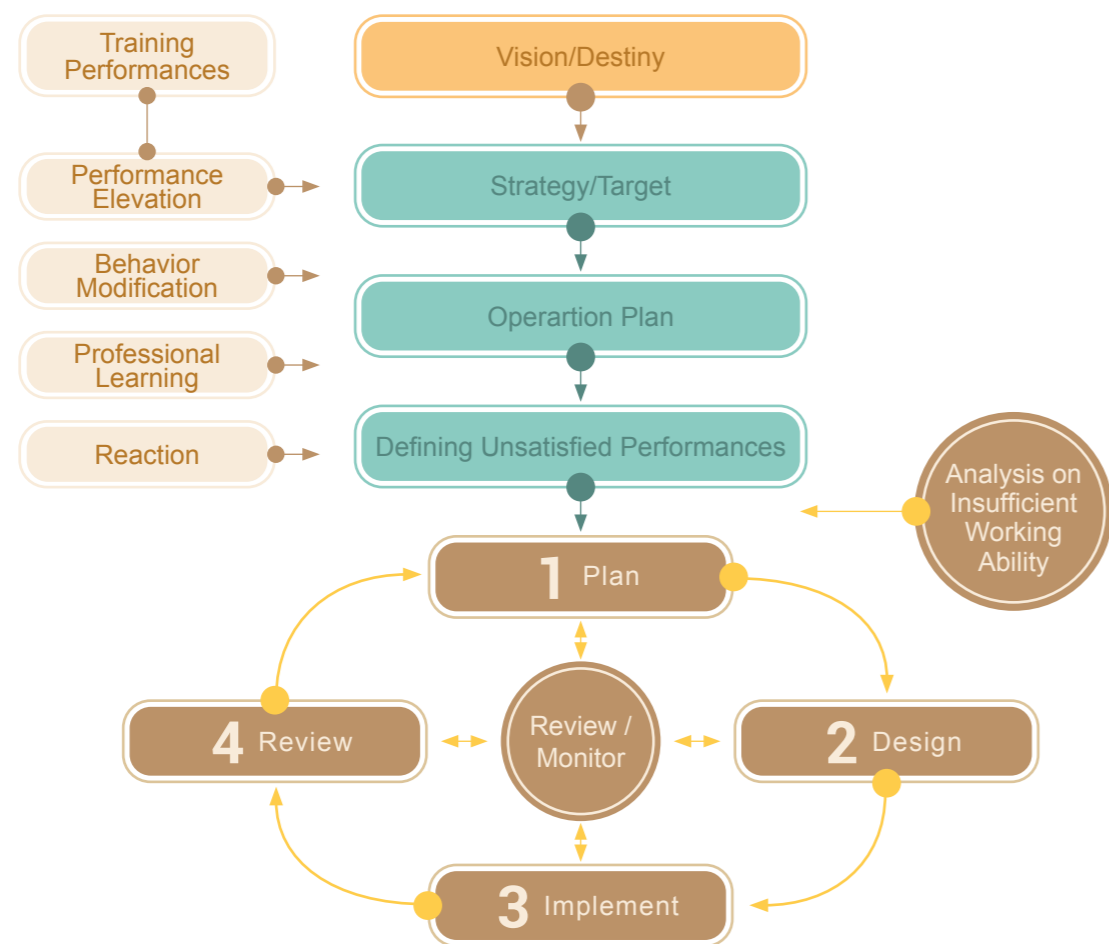 Training
Performances
Vision/Destiny
Performance
Elevation
Strategy/Target
Behavior
Modification
Operartion Plan
Professional
Learning
Reaction
Defining Unsatisfied Performances
Analysis on
Insufficient
Working
Ability
1 Plan
4 Review
Review /
Monitor
2 Design
3 Implement